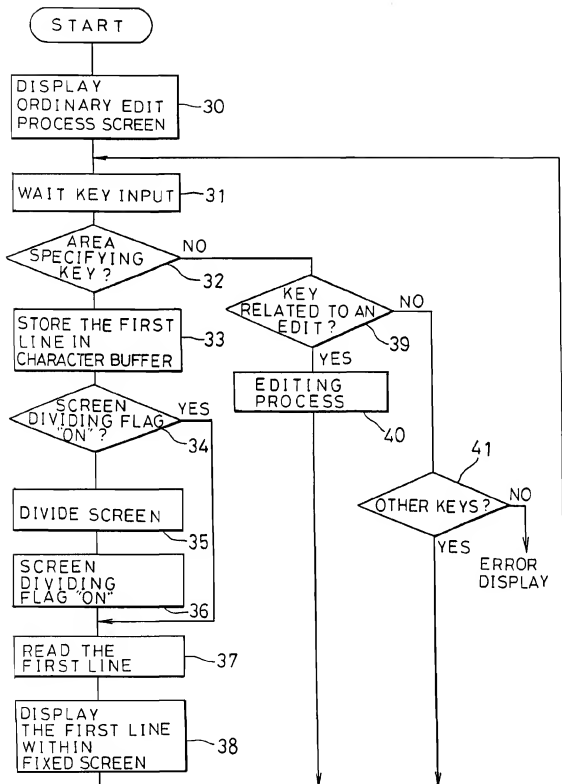 START
DISPLAY
ORDINARY EDIT
PROCESS SCREEN
30
WAIT KEY INPUT
31
AREA
SPECIFYING
KEY?
NO
32
STORE THE FIRST
LINE IN
CHARACTER BUFFER
33
SCREEN
DIVIDING FLAG
"ON"?
YES
34
DIVIDE SCREEN
35
SCREEN
DIVIDING
FLAG "ON"
36
READ THE
FIRST LINE
37
DISPLAY
THE FIRST LINE
WITHIN
FIXED SCREEN
38
KEY
RELATED TO AN
EDIT?
NO
39
YES
EDITING
PROCESS
40
41
OTHER KEYS?
NO
YES
ERROR
DISPLAY